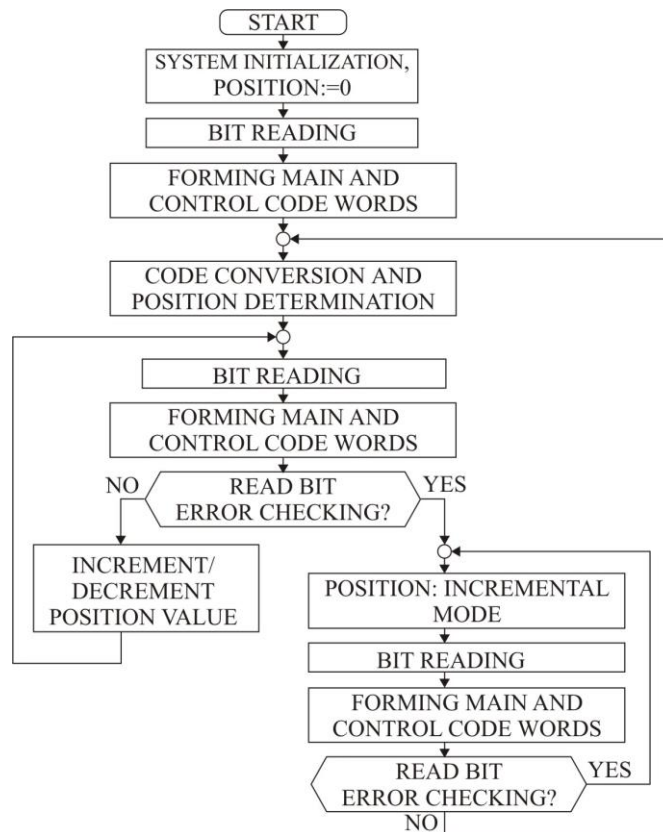 START
SYSTEM INITIALIZATION,
POSITION:=0
BIT READING
FORMING MAIN AND
CONTROL CODE WORDS
CODE CONVERSION AND
POSITION DETERMINATION
BIT READING
FORMING MAIN AND
CONTROL CODE WORDS
NO
READ BIT
ERROR CHECKING?
YES
INCREMENT/
DECREMENT
POSITION VALUE
POSITION: INCREMENTAL
MODE
BIT READING
FORMING MAIN AND
CONTROL CODE WORDS
READ BIT
ERROR CHECKING?
YES
NO